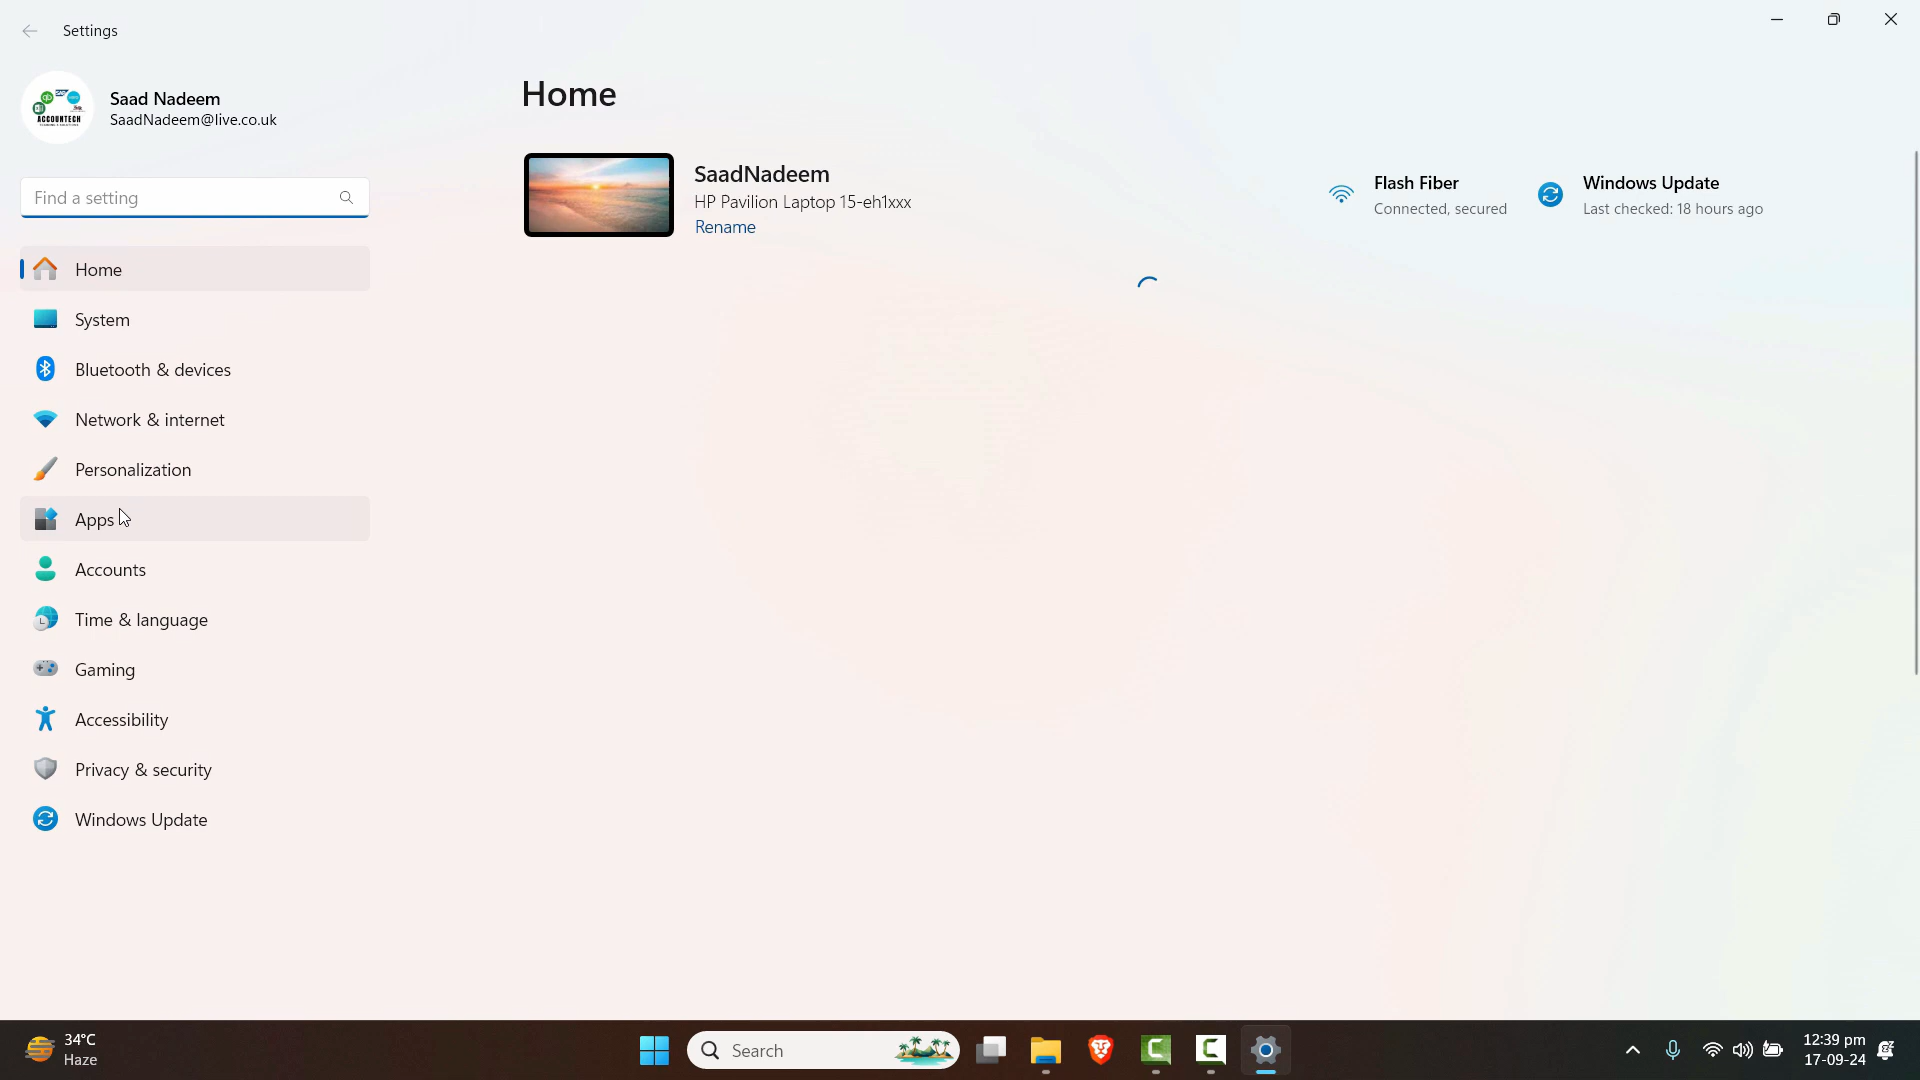 Settings
Saad Nadeem
SaadNadeem@live.co.uk
ACCOUNTECH
Find a setting
Home
System
Bluetooth & devices
Network & internet
Personalization
Apps
Accounts
Time & language
Gaming
Accessibility
Privacy & security
Windows Update
Home
SaadNadeem
HP Pavilion Laptop 15-eh1xxx
Rename
Flash Fiber
Connected, secured
Windows Update
Last checked: 18 hours ago
34°C
Haze
Search
12:39 pm
17-09-24